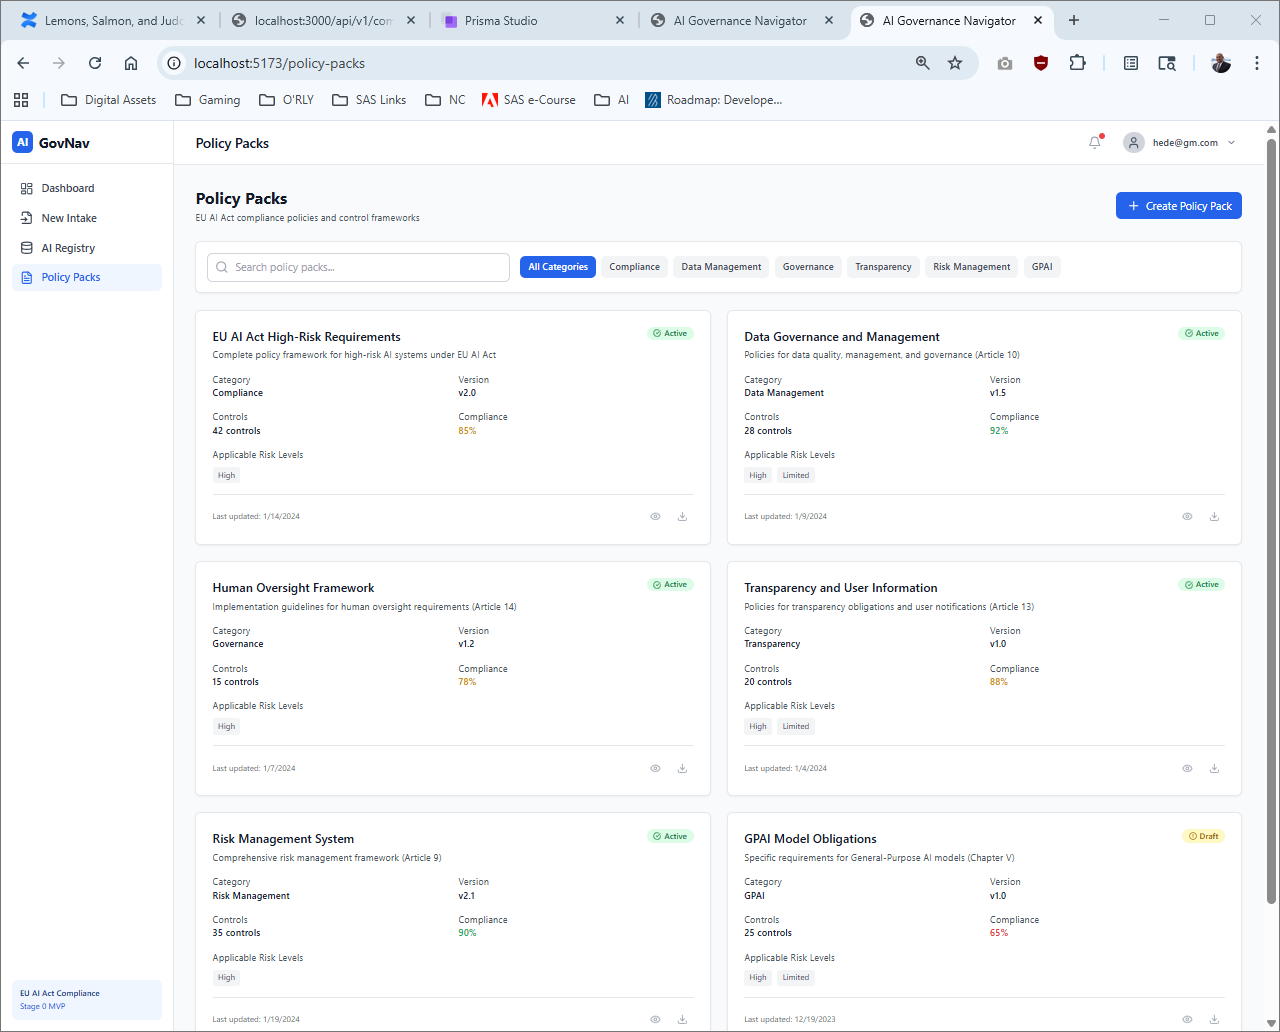 Lemons, Salmon, and Judg
localhost:3000/api/v1/com
Prisma Studio
AI Governance Navigator
AI Governance Navigator
localhost:5173/policy-packs
Digital Assets
Gaming
O'RLY
SAS Links
NC
SAS e-Course
AI
Roadmap: Develope...
AI GovNav
Policy Packs
hede@gm.com
Dashboard
New Intake
AI Registry
Policy Packs
Policy Packs
EU AI Act compliance policies and control frameworks
+ Create Policy Pack
Search policy packs...
All Categories
Compliance
Data Management
Governance
Transparency
Risk Management
GPAI
EU AI Act High-Risk Requirements
Active
Complete policy framework for high-risk AI systems under EU AI Act
Category
Version
Compliance
v2.0
Controls
Compliance
42 controls
85%
Applicable Risk Levels
High
Last updated: 1/14/2024
Data Governance and Management
Active
Policies for data quality, management, and governance (Article 10)
Category
Version
Data Management
v1.5
Controls
Compliance
28 controls
92%
Applicable Risk Levels
High
Limited
Last updated: 1/9/2024
Human Oversight Framework
Active
Implementation guidelines for human oversight requirements (Article 14)
Category
Version
Governance
v1.2
Controls
Compliance
15 controls
78%
Applicable Risk Levels
High
Last updated: 1/7/2024
Transparency and User Information
Active
Policies for transparency obligations and user notifications (Article 13)
Category
Version
Transparency
v1.0
Controls
Compliance
20 controls
88%
Applicable Risk Levels
High
Limited
Last updated: 1/4/2024
Risk Management System
Active
Comprehensive risk management framework (Article 9)
Category
Version
Risk Management
v2.1
Controls
Compliance
35 controls
90%
Applicable Risk Levels
High
Last updated: 1/19/2024
GPAI Model Obligations
Draft
Specific requirements for General-Purpose AI models (Chapter V)
Category
Version
GPAI
v1.0
Controls
Compliance
25 controls
65%
Applicable Risk Levels
High
Limited
Last updated: 12/19/2023
EU AI Act Compliance
Stage 0 MVP